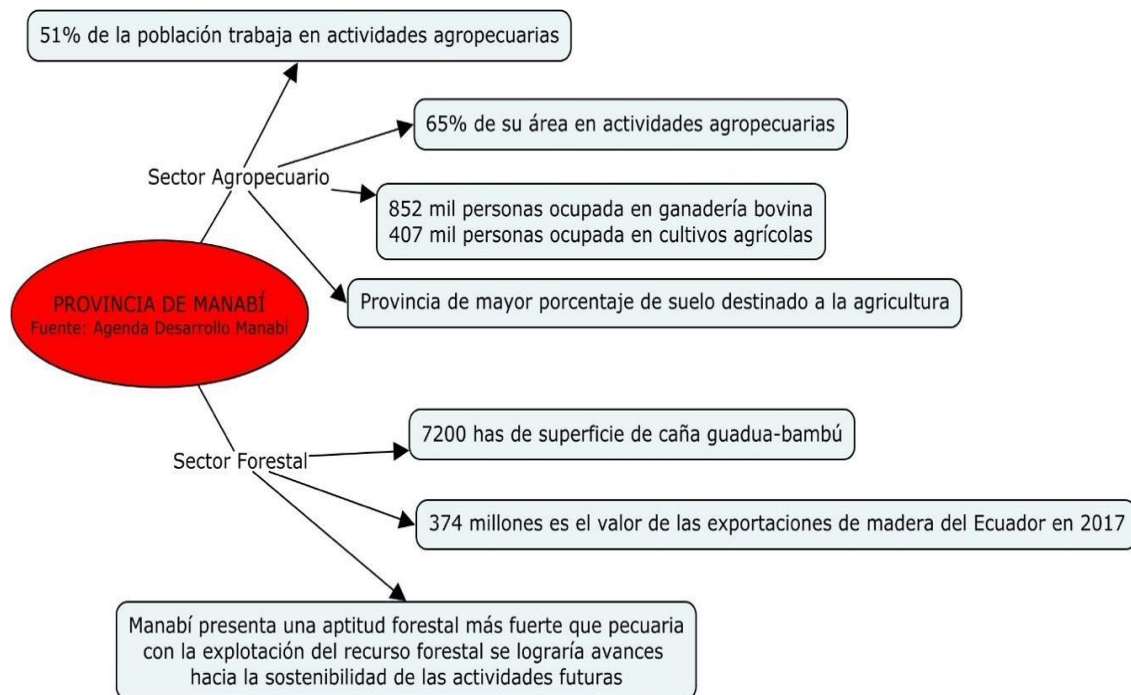 51% de la población trabaja en actividades agropecuarias
65% de su área en actividades agropecuarias
Sector Agropecuario
852 mil personas ocupada en ganadería bovina
407 mil personas ocupada en cultivos agrícolas
Provincia de mayor porcentaje de suelo destinado a la agricultura
PROVINCIA DE MANABÍ
Fuente: Agenda Desarrollo Manabí
7200 has de superficie de caña guadua-bambú
Sector Forestal
374 millones es el valor de las exportaciones de madera del Ecuador en 2017
Manabí presenta una aptitud forestal más fuerte que pecuaria
con la explotación del recurso forestal se lograría avances
hacia la sostenibilidad de las actividades futuras